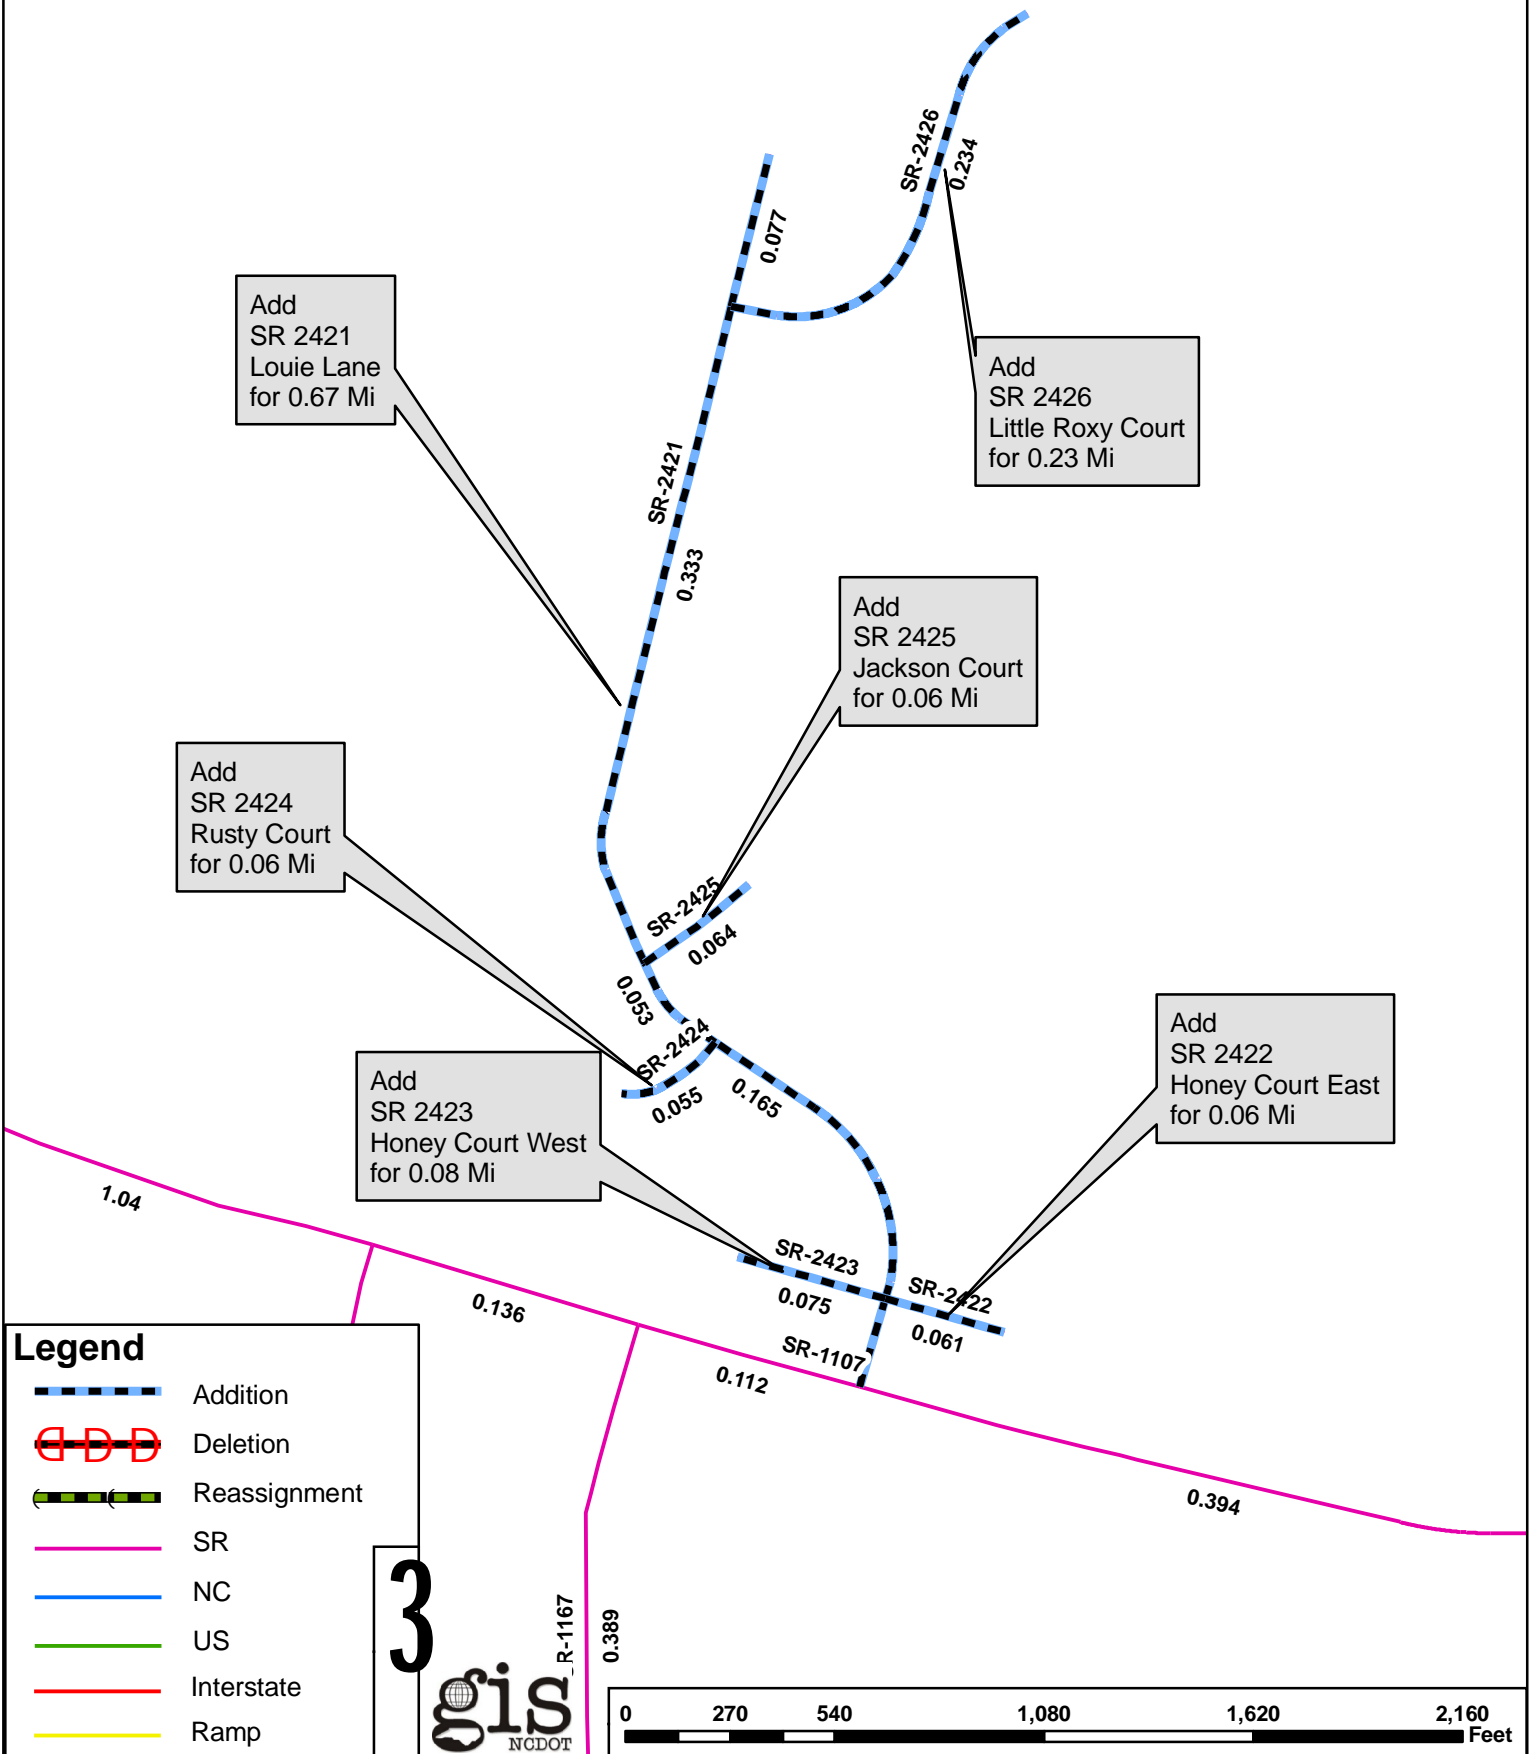 SR-2426
0.234
0.077
Add
SR 2421
Louie Lane
for 0.67 Mi
Add
SR 2426
Little Roxy Court
for 0.23 Mi
SR-2421
0.333
Add
SR 2425
Jackson Court
for 0.06 Mi
Add
SR 2424
Rusty Court
for 0.06 Mi
SR-2425
0.064
0.053
SR-2424
0.055
0.165
Add
SR 2422
Honey Court East
for 0.06 Mi
Add
SR 2423
Honey Court West
for 0.08 Mi
1.04
SR-2423
0.075
SR-2422
0.061
0.136
SR-1107
0.112
0.394
Legend
Addition
Deletion
Reassignment
SR
NC
US
Interstate
Ramp
3
R-1167
0.389
gis
NCDOT
0 270 540 1,080 1,620 2,160
Feet